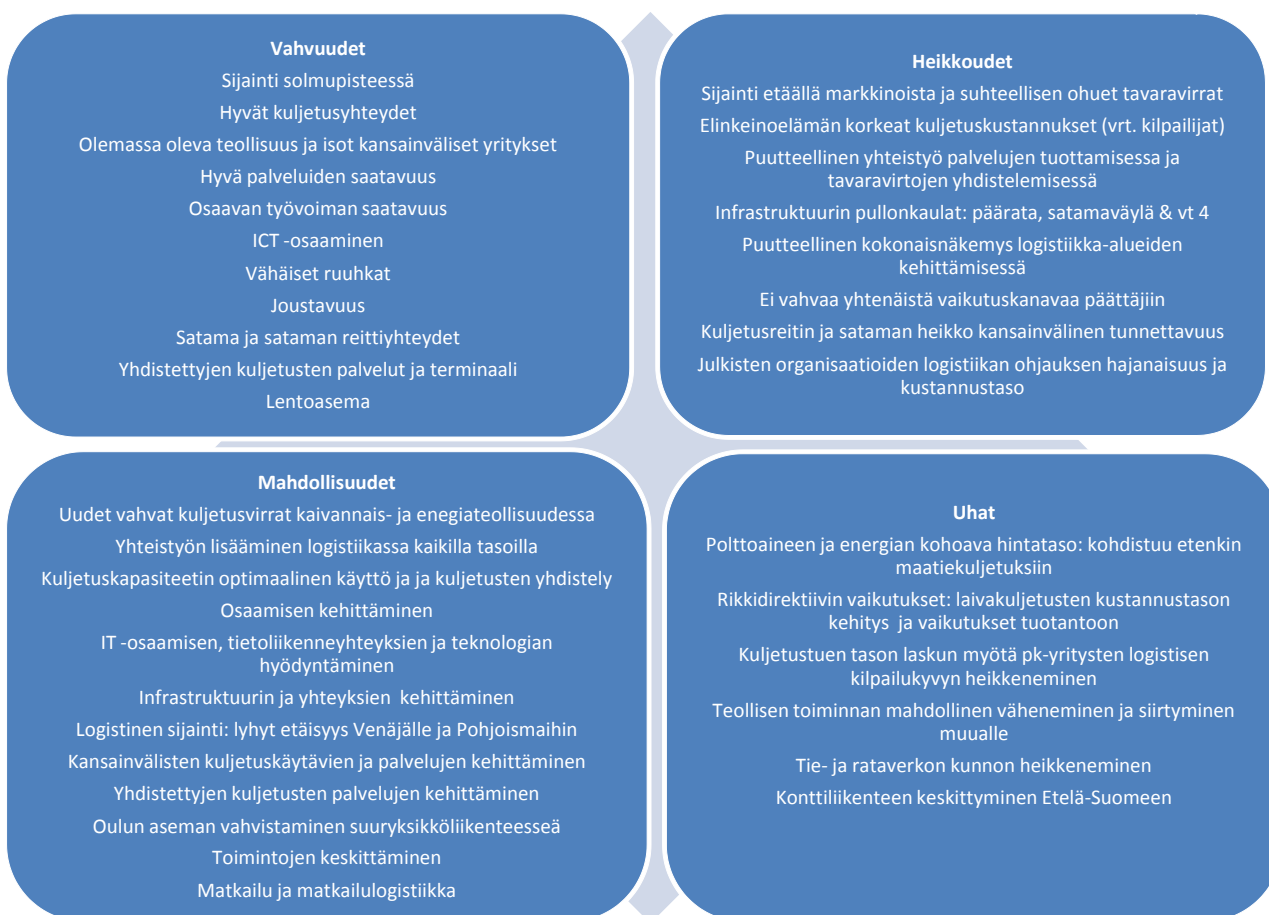 Vahvuudet
Sijainti solmupisteessä
Hyvät kuljetusyhteydet
Olemassa oleva teollisuus ja isot kansainväliset yritykset
Hyvä palveluiden saatavuus
Osaavan työvoiman saatavuus
ICT -osaaminen
Vähäiset ruuhkat
Joustavuus
Satama ja sataman reittiyhteydet
Yhdistettyjen kuljetusten palvelut ja terminaali
Lentoasema
Heikkoudet
Sijainti etäällä markkinoista ja suhteellisen ohuet tavaravirrat
Elinkeinoelämän korkeat kuljetuskustannukset (vrt. kilpailijat)
Puutteellinen yhteistyö palvelujen tuottamisessa ja
tavaravirtojen yhdistelemisessä
Infrastruktuurin pullonkaulat: päärata, satamaväylä & vt 4
Puutteellinen kokonaisnäkemys logistiikka-alueiden
kehittämisessä
Ei vahvaa yhtenäistä vaikutuskanavaa päättäjiin
Kuljetusreitin ja sataman heikko kansainvälinen tunnettavuus
Julkisten organisaatioiden logistiikan ohjauksen hajanaisuus ja
kustannustaso
Mahdollisuudet
Uudet vahvat kuljetusvirrat kaivannais- ja enegiateollisuudessa
Yhteistyön lisääminen logistiikassa kaikilla tasoilla
Kuljetuskapasiteetin optimaalinen käyttö ja ja kuljetusten yhdistely
Osaamisen kehittäminen
IT -osaamisen, tietoliikenneyhteyksien ja teknologian
hyödyntäminen
Infrastruktuurin ja yhteyksien kehittäminen
Logistinen sijainti: lyhyt etäisyys Venäjälle ja Pohjoismaihin
Kansainvälisten kuljetuskäytävien ja palvelujen kehittäminen
Yhdistettyjen kuljetusten palvelujen kehittäminen
Oulun aseman vahvistaminen suuryksikköliikenteesseä
Toimintojen keskittäminen
Matkailu ja matkailulogistiikka
Uhat
Polttoaineen ja energian kohoava hintataso: kohdistuu etenkin
maatiekuljetuksiin
Rikkidirektiivin vaikutukset: laivakuljetusten kustannustason
kehitys ja vaikutukset tuotantoon
Kuljetustuen tason laskun myötä pk-yritysten logistisen
kilpailukyvyn heikkeneminen
Teollisen toiminnan mahdollinen väheneminen ja siirtyminen
muualle
Tie- ja rataverkon kunnon heikkeneminen
Konttiliikenteen keskittyminen Etelä-Suomeen